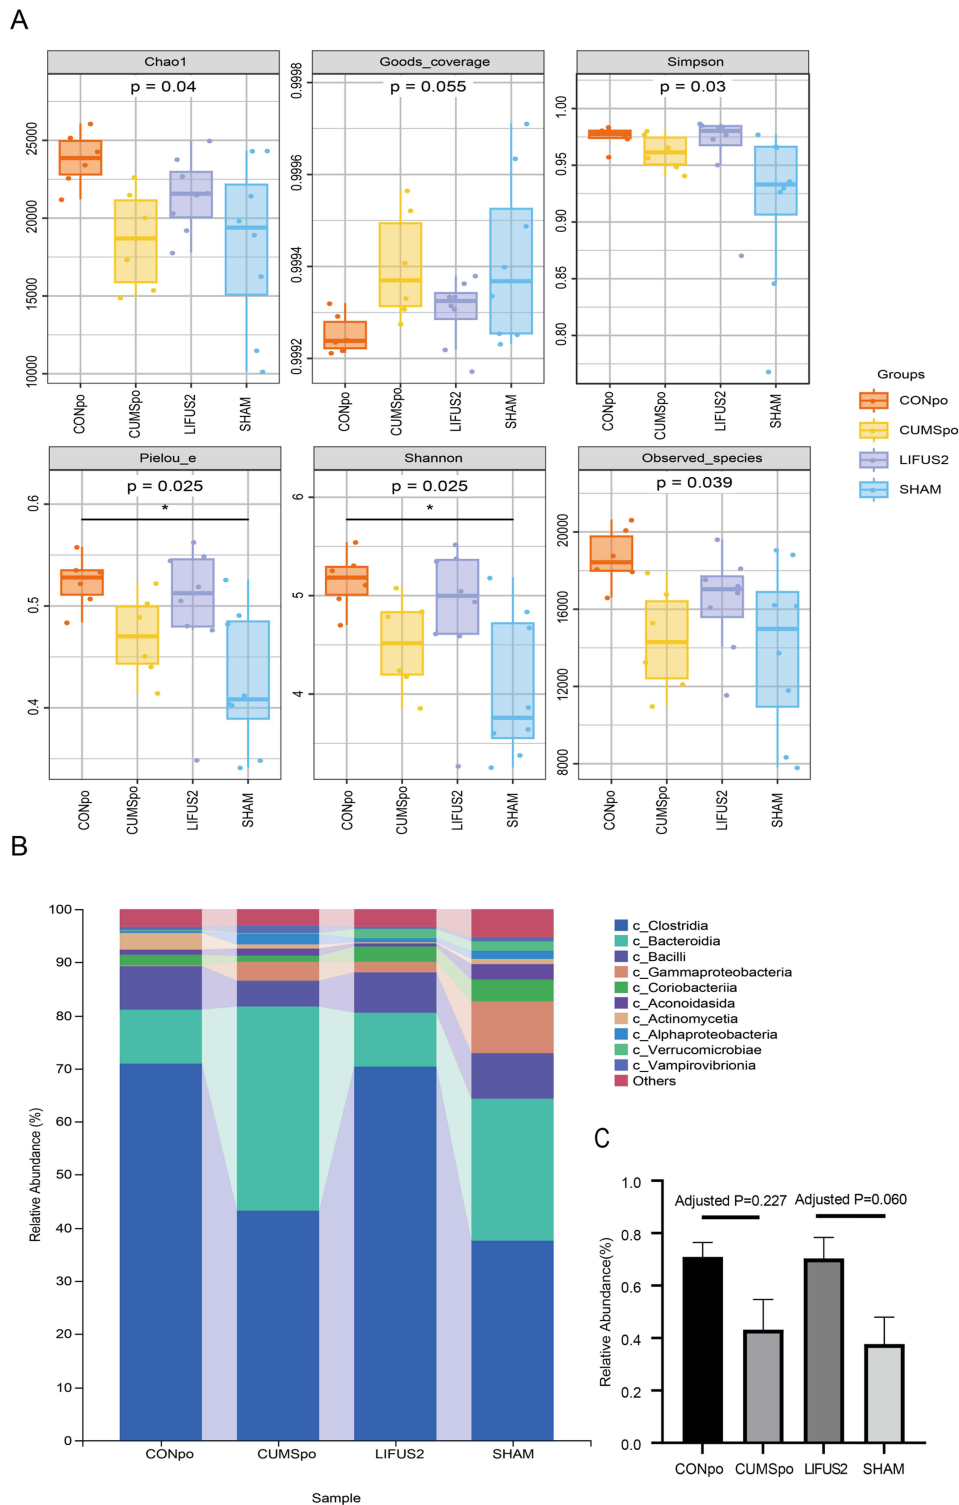 A
Chao1
p = 0.04
25000
20000
15000
10000
CONpo
CUMSpo
LIFUS2
SHAM
Goods_coverage
p = 0.055
0.9998
0.9996
0.9994
0.9992
CONpo
CUMSpo
LIFUS2
SHAM
Simpson
p = 0.03
1.00
0.95
0.90
0.85
0.80
CONpo
CUMSpo
LIFUS2
SHAM
Groups
CONpo
CUMSpo
LIFUS2
SHAM
Pielou_e
p = 0.025
*
0.6
0.5
0.4
CONpo
CUMSpo
LIFUS2
SHAM
Shannon
p = 0.025
*
6
5
4
CONpo
CUMSpo
LIFUS2
SHAM
Observed_species
p = 0.039
20000
16000
12000
8000
CONpo
CUMSpo
LIFUS2
SHAM
B
Relative Abundance (%)
100
90
80
70
60
50
40
30
20
10
0
CONpo
CUMSpo
LIFUS2
SHAM
Sample
c_Clostridia
c_Bacteroidia
c_Bacilli
c_Gammaproteobacteria
c_Coriobacteriia
c_Aconoidasida
c_Actinomycetia
c_Alphaproteobacteria
c_Verrucomicrobiae
c_Vampirovibrionia
Others
C
Relative Abundance(%)
1.0
0.8
0.6
0.4
0.2
0.0
Adjusted P=0.227
Adjusted P=0.060
CONpo
CUMSpo
LIFUS2
SHAM